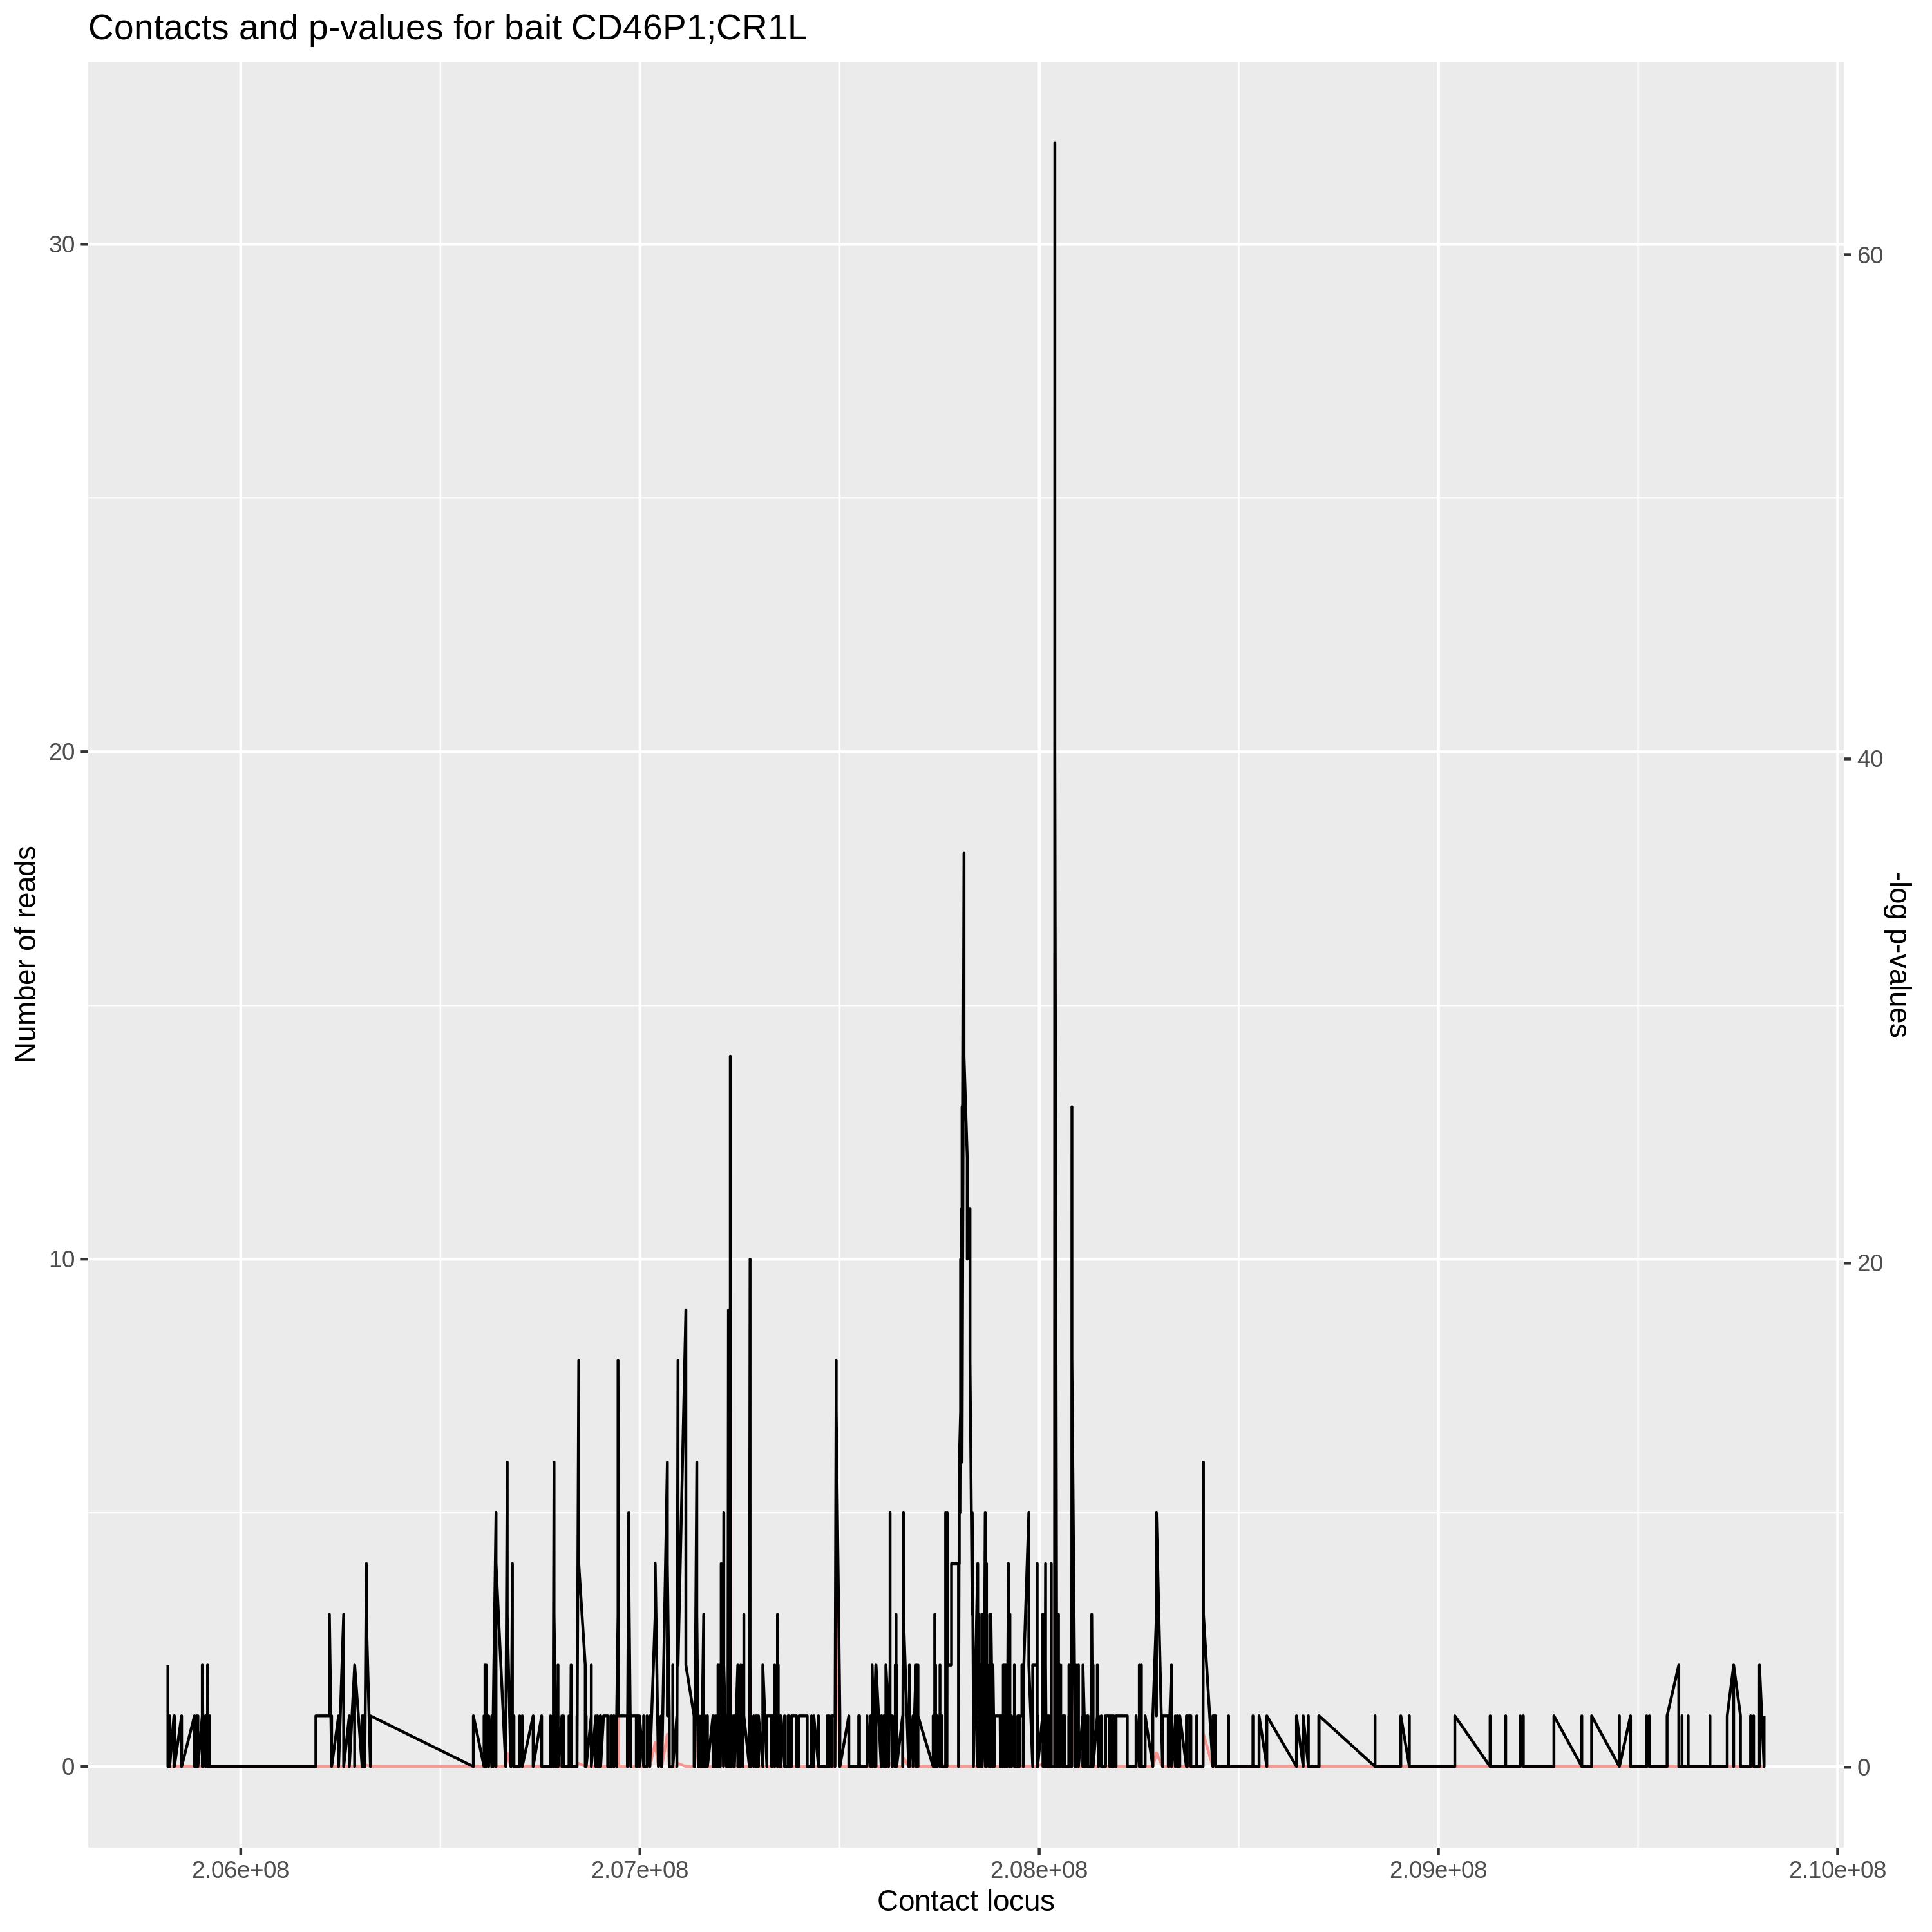 Contacts and p-values for bait CD46P1;CR1L
30
20
10
0
Number of reads
60
40
20
0
-log p-values
2.06e+08 2.07e+08 2.08e+08 2.09e+08 2.10e+08
Contact locus